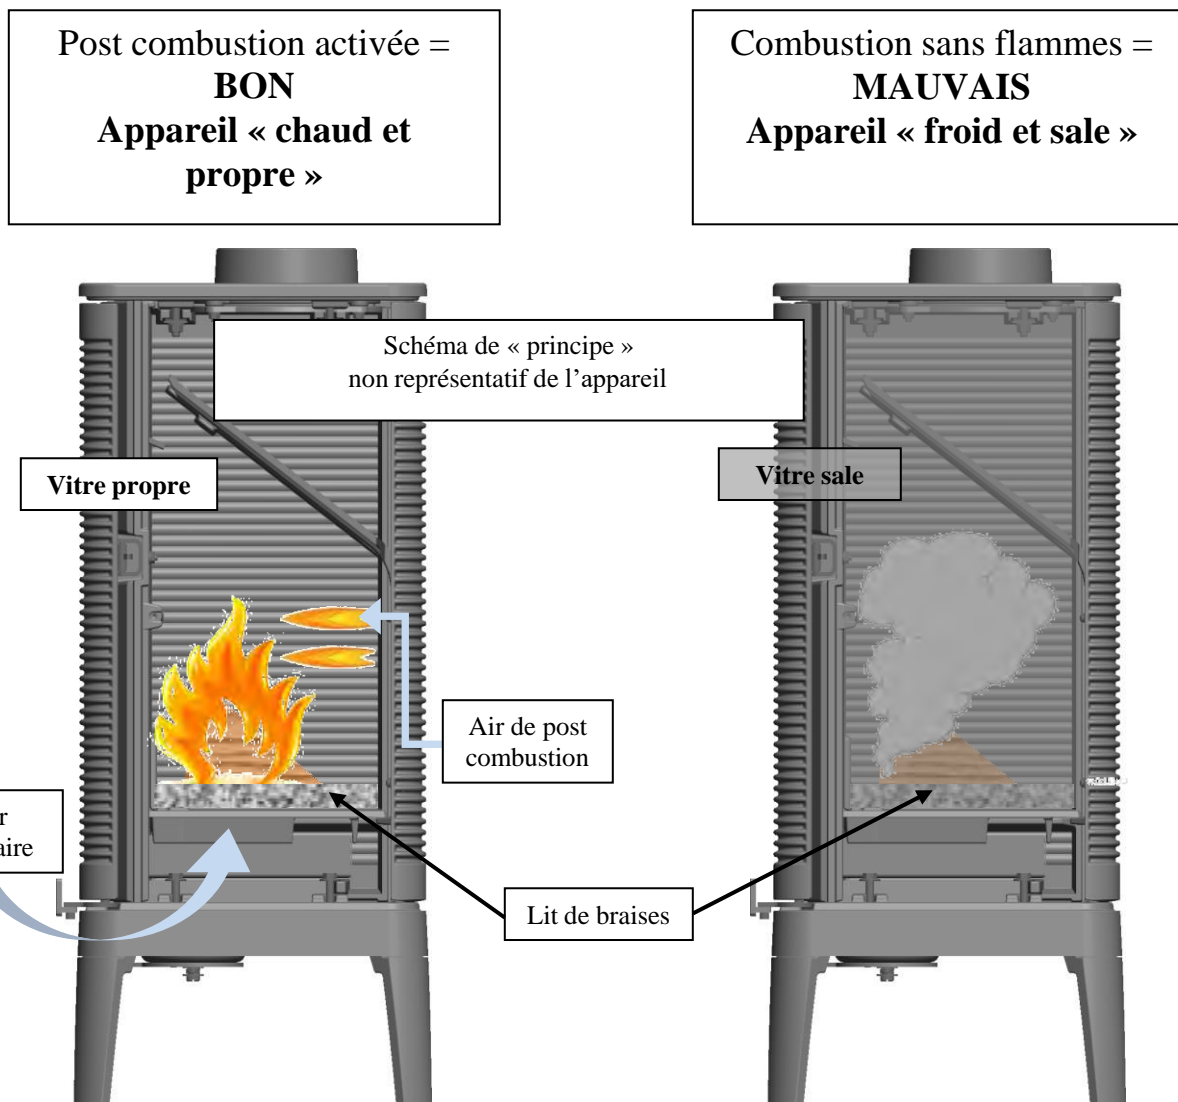 Post combustion activée =
BON
Appareil « chaud et
propre »
Combustion sans flammes =
MAUVAIS
Appareil « froid et sale »
Schéma de « principe »
non représentatif de l’appareil
Vitre propre
Vitre sale
Air de post
combustion
Lit de braises